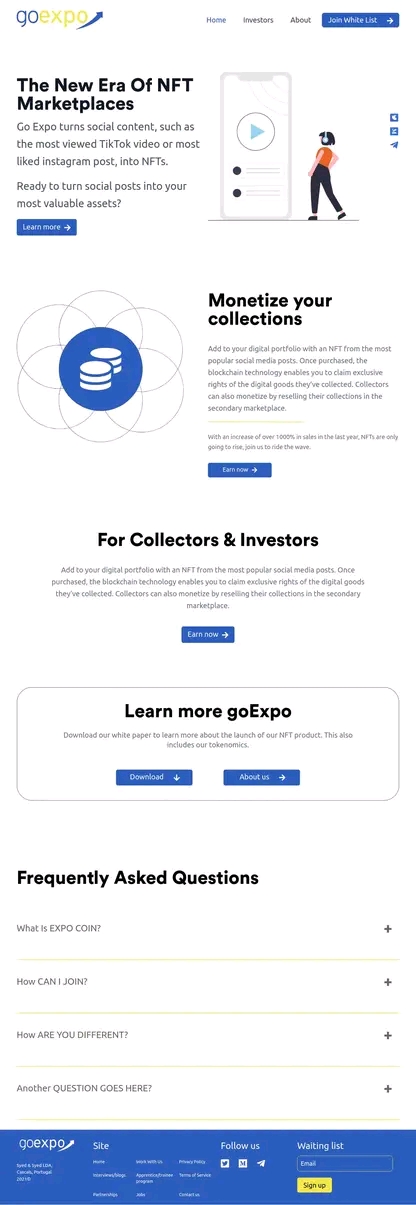 goexpo
Home Investors About Join White List
The New Era Of NFT
Marketplaces
Go Expo turns social content, such as
the most viewed TikTok video or most
liked instagram post, into NFTs.
Ready to turn social posts into your
most valuable assets?
Learn more
Monetize your
collections
Add to your digital portfolio with an NFT from the most
popular social media posts. Once purchased, the
blockchain technology enables you to claim exclusive
rights of the digital goods they've collected. Collectors
can also monetize by reselling their collections in the
secondary marketplace.
With an increase of over 1000% in sales in the last year, NFTs are only
going to rise, join us to ride the wave.
Earn now
For Collectors & Investors
Add to your digital portfolio with an NFT from the most popular social media posts. Once
purchased, the blockchain technology enables you to claim exclusive rights of the digital goods
they've collected. Collectors can also monetize by reselling their collections in the secondary
marketplace.
Earn now
Learn more goExpo
Download our white paper to learn more about the launch of our NFT product. This also
includes our tokenomics.
Download About us
Frequently Asked Questions
What Is EXPO COIN?
How CAN I JOIN?
How ARE YOU DIFFERENT?
Another QUESTION GOES HERE?
goexpo
Syed & Syed LDA,
Cascais, Portugal
2021©
Site
Home Work With Us Privacy Policy
Interviews/blogs Apprentice/trainee
program Terms of Service
Partnerships Jobs Contact us
Follow us
Waiting list
Email
Sign up